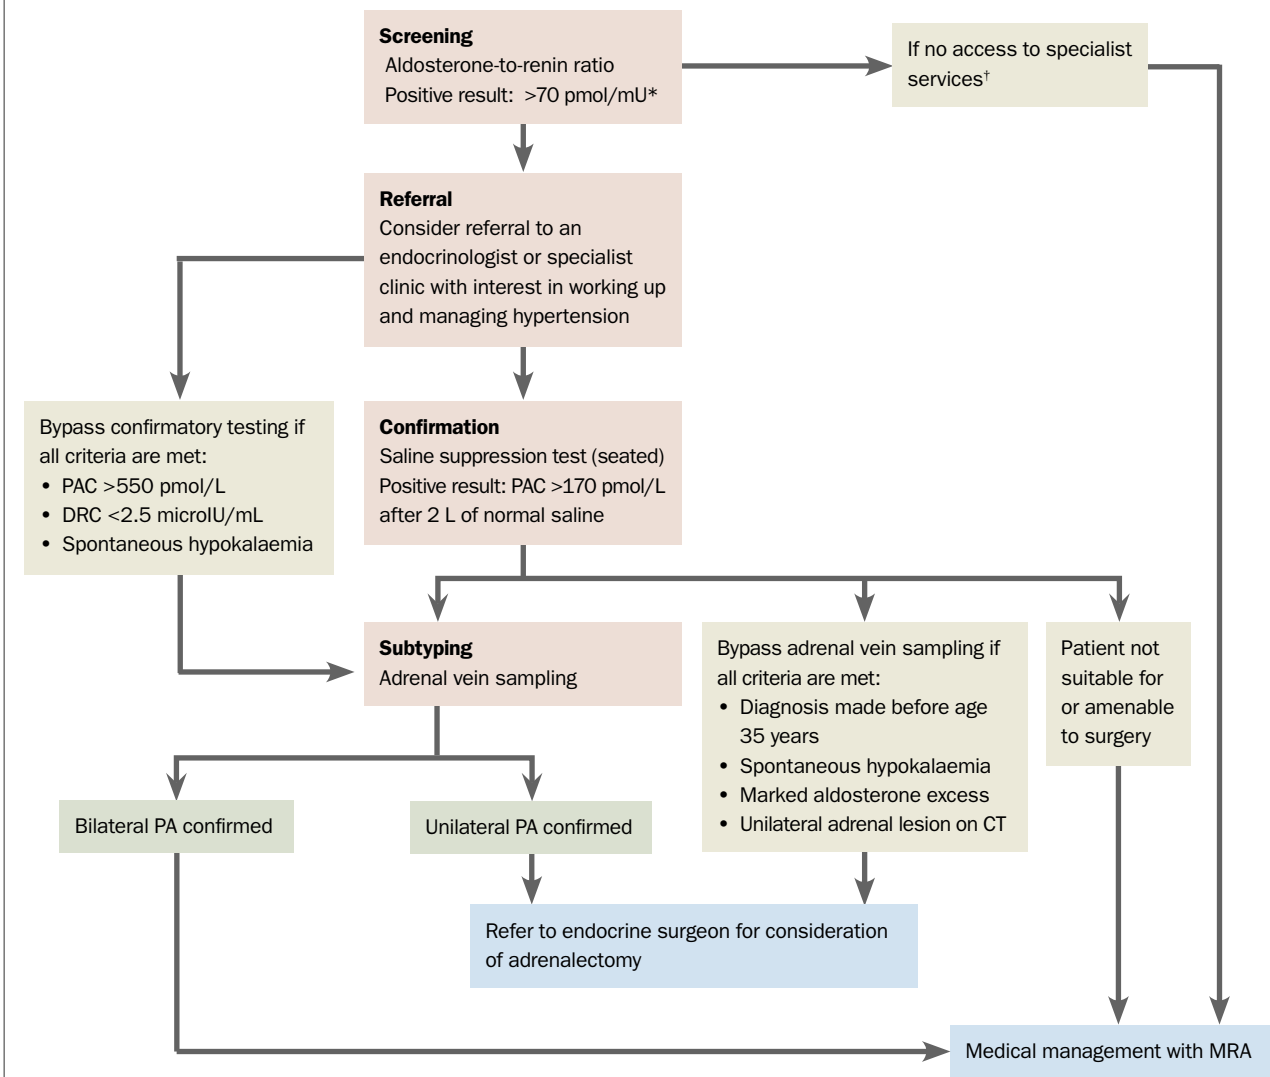 Screening
Aldosterone-to-renin ratio
Positive result: >70 pmol/mU*
If no access to specialist
services†
Referral
Consider referral to an
endocrinologist or specialist
clinic with interest in working up
and managing hypertension
Bypass confirmatory testing if
all criteria are met:
• PAC >550 pmol/L
• DRC <2.5 microIU/mL
• Spontaneous hypokalaemia
Confirmation
Saline suppression test (seated)
Positive result: PAC >170 pmol/L
after 2 L of normal saline
Subtyping
Adrenal vein sampling
Bypass adrenal vein sampling if
all criteria are met:
• Diagnosis made before age
35 years
• Spontaneous hypokalaemia
• Marked aldosterone excess
• Unilateral adrenal lesion on CT
Patient not
suitable for
or amenable
to surgery
Bilateral PA confirmed
Unilateral PA confirmed
Refer to endocrine surgeon for consideration
of adrenalectomy
Medical management with MRA